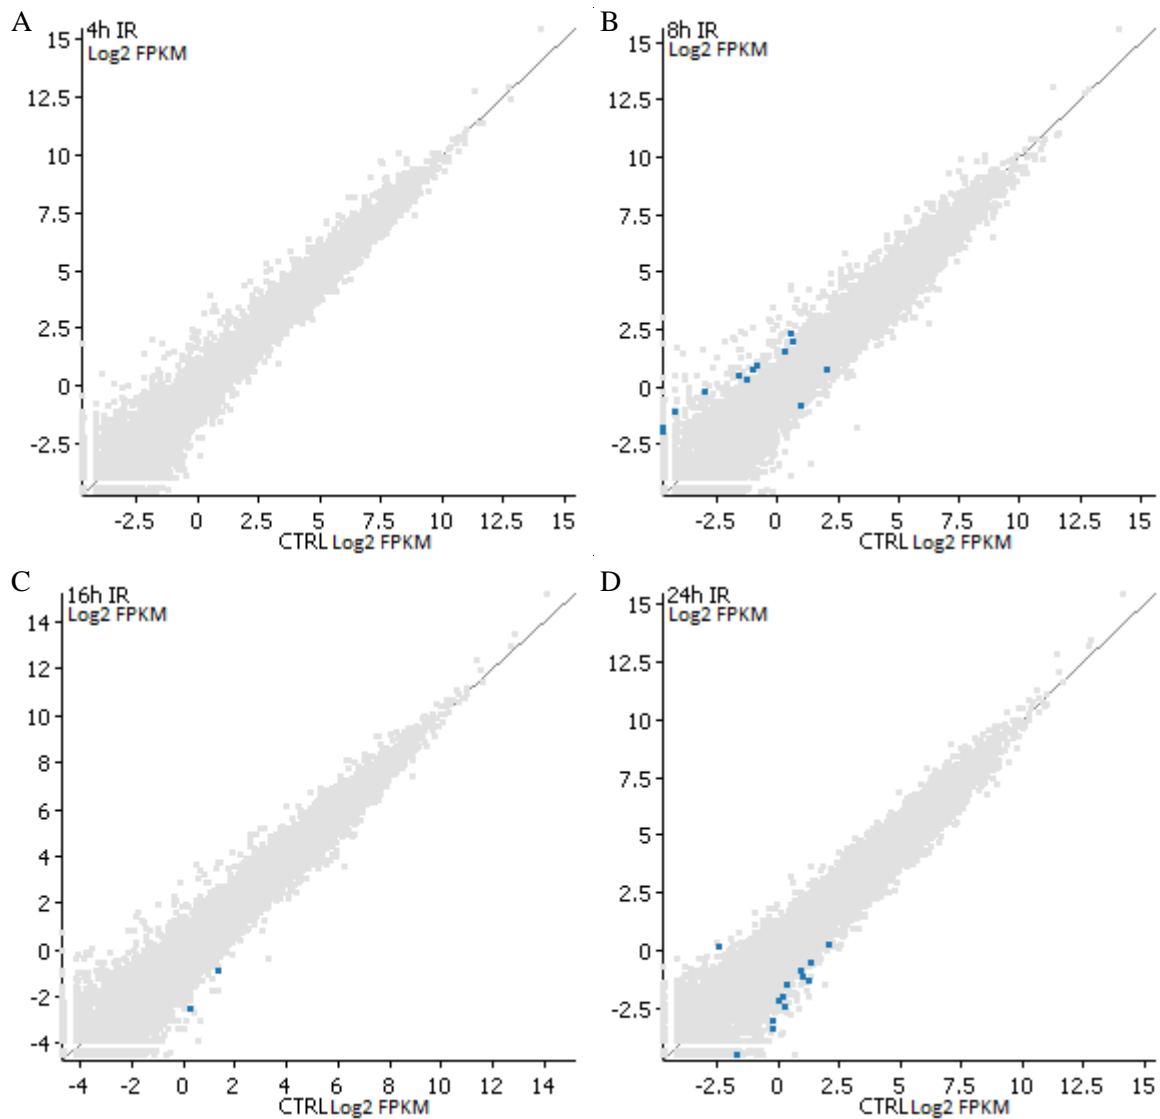 A
4h IR
Log2 FPKM
15
12.5
10
7.5
5
2.5
0
-2.5
-2.5 0 2.5 5 7.5 10 12.5 15
CTRL Log2 FPKM
B
8h IR
Log2 FPKM
15
12.5
10
7.5
5
2.5
0
-2.5
-2.5 0 2.5 5 7.5 10 12.5 15
CTRL Log2 FPKM
C
16h IR
Log2 FPKM
14
12
10
8
6
4
2
0
-2
-4
-4 -2 0 2 4 6 8 10 12 14
CTRL Log2 FPKM
D
24h IR
Log2 FPKM
15
12.5
10
7.5
5
2.5
0
-2.5
-2.5 0 2.5 5 7.5 10 12.5 15
CTRL Log2 FPKM